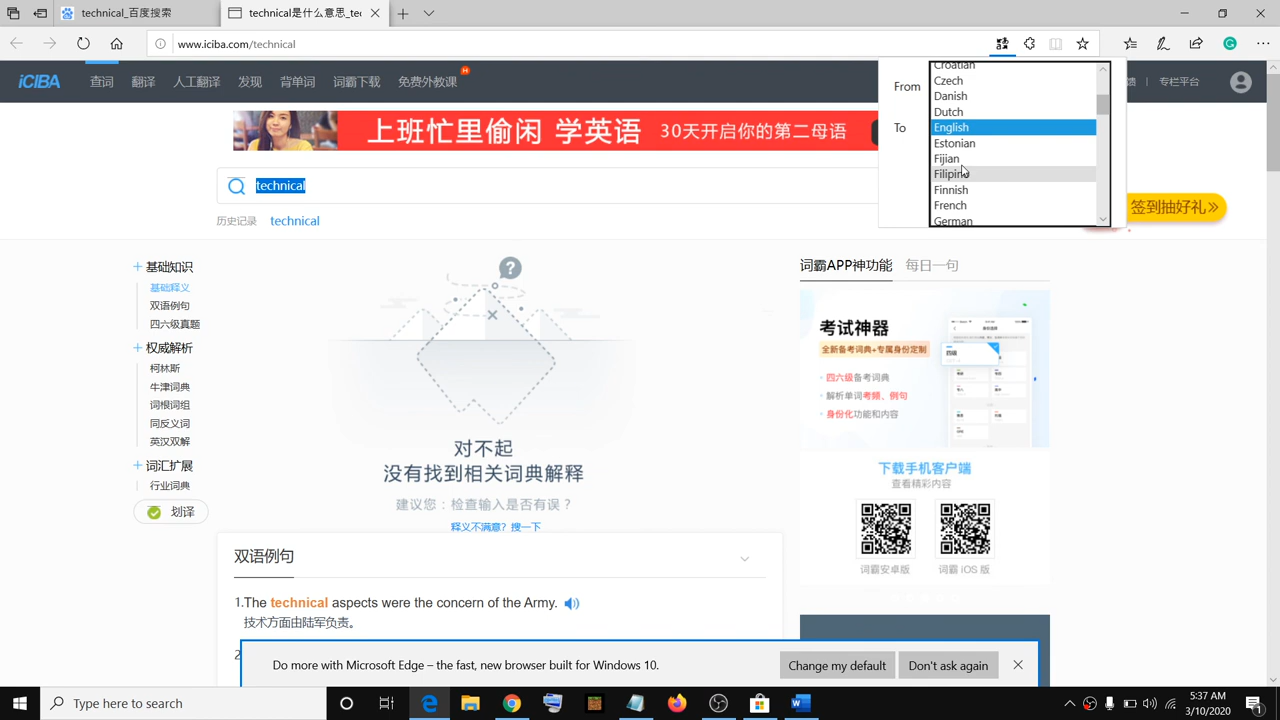 technical_百度搜索
technical是什么意思_te
www.iciba.com/technical
iCIBA
查词
翻译
人工翻译
发现
背单词
词霸下载
免费外教课
专栏平台
上班忙里偷闲 学英语 30天开启你的第二母语
From
To
Croatian
Czech
Danish
Dutch
English
Estonian
Fijian
Filipino
Finnish
French
German
technical
签到抽好礼
历史记录 technical
基础知识
基础释义
双语例句
四六级真题
权威解析
柯林斯
牛津词典
词根词组
同反义词
英汉双解
词汇扩展
行业词典
划译
对不起
没有找到相关词典解释
建议您：检查输入是否有误？
释义不满意？搜一下
双语例句
1.The technical aspects were the concern of the Army.
技术方面由陆军负责。
2
词霸APP神功能 每日一句
考试神器
全新备考词典+专属身份定制
四六级备考词典
解析单词考频、例句
身份化功能和内容
四级
下载手机客户端
查看精彩内容
词霸安卓版
词霸 iOS 版
Do more with Microsoft Edge – the fast, new browser built for Windows 10.
Change my default
Don't ask again
Type here to search
5:37 AM
3/10/2020